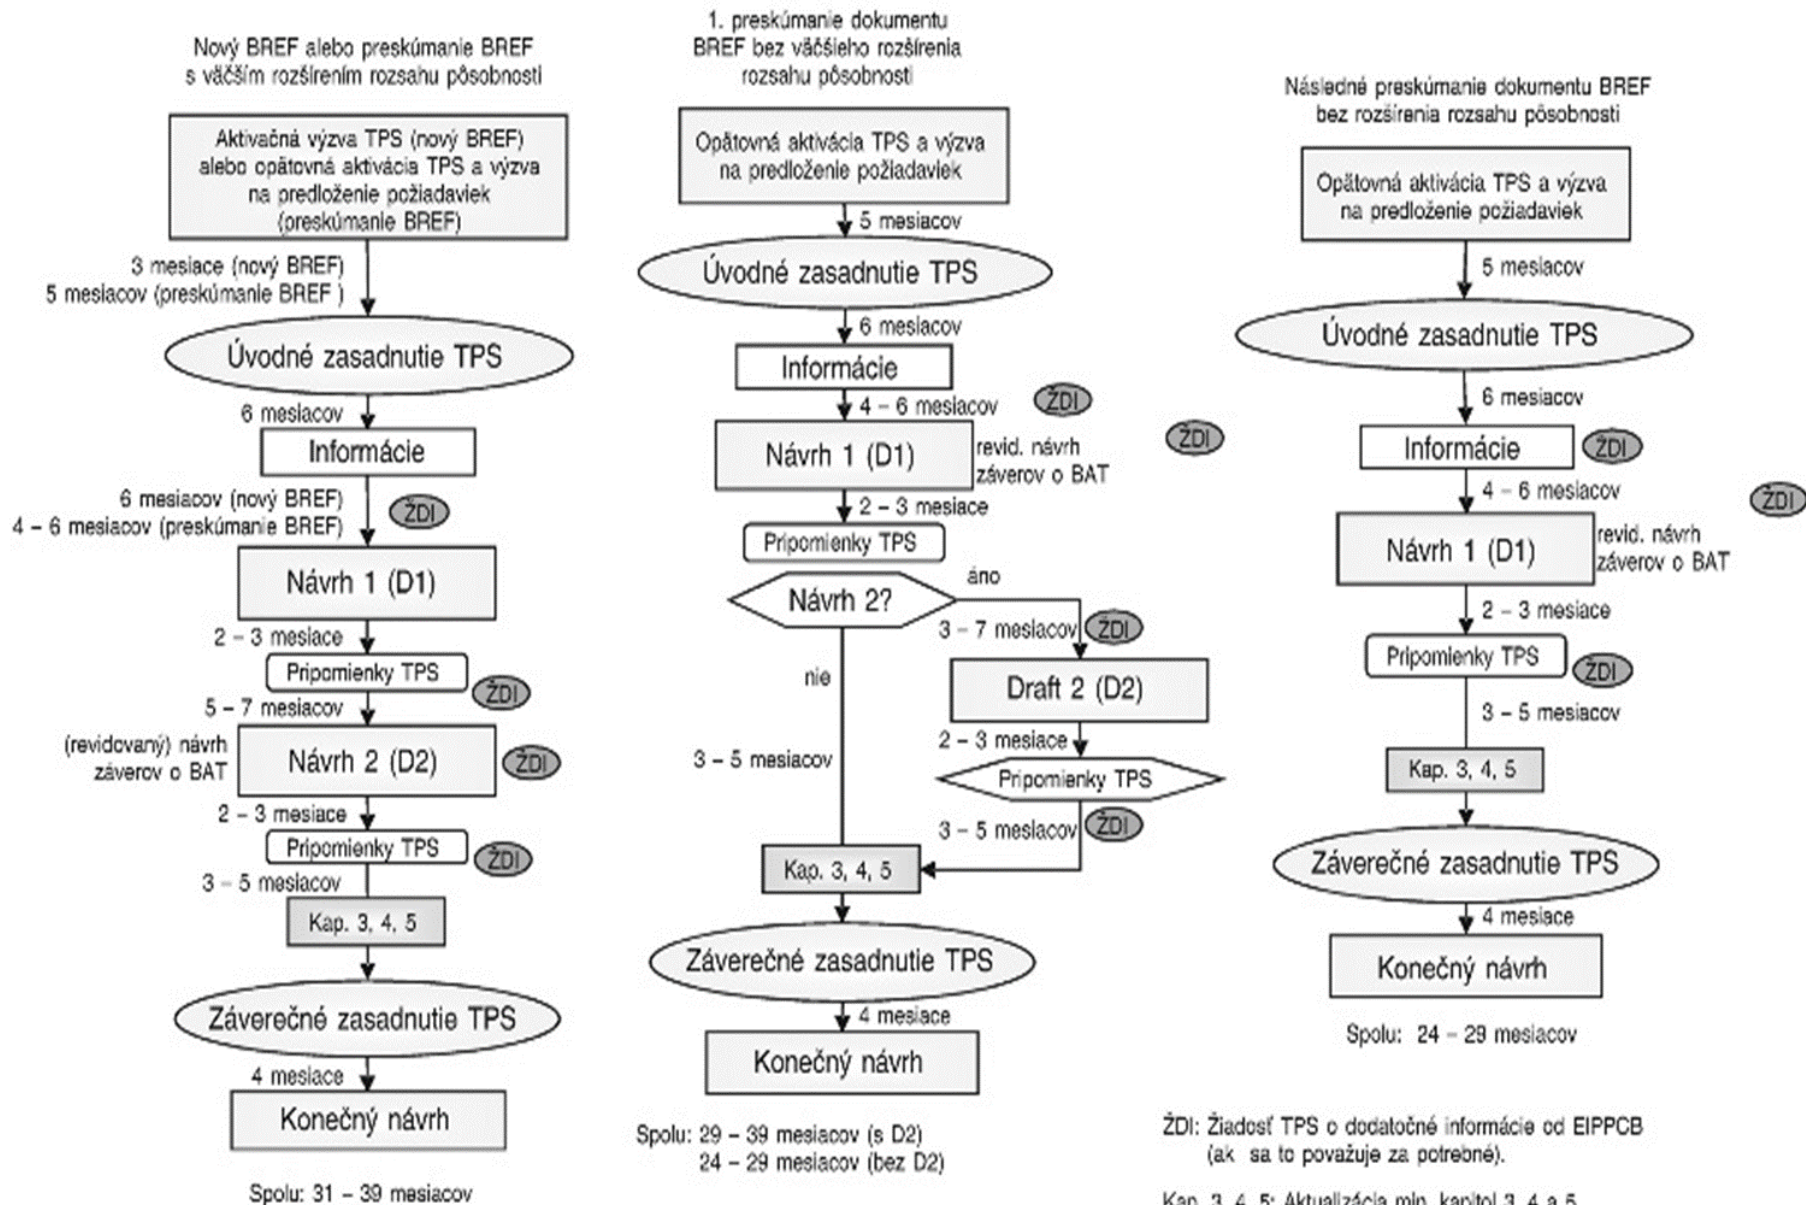 Nový BREF alebo preskúmanie BREF
s väčším rozšírením rozsahu pôsobnosti
Aktivačná výzva TPS (nový BREF)
alebo opätovná aktivácia TPS a výzva
na predloženie požiadaviek
(preskúmanie BREF)
3 mesiace (nový BREF)
5 mesiacov (preskúmanie BREF )
Úvodné zasadnutie TPS
6 mesiacov
Informácie
6 mesiacov (nový BREF)
4 – 6 mesiacov (preskúmanie BREF)
ŽDI
Návrh 1 (D1)
2 – 3 mesiace
Pripomienky TPS
ŽDI
5 – 7 mesiacov
(revidovaný) návrh
záverov o BAT
Návrh 2 (D2)
ŽDI
2 – 3 mesiace
Pripomienky TPS
ŽDI
3 – 5 mesiacov
Kap. 3, 4, 5
Záverečné zasadnutie TPS
4 mesiace
Konečný návrh
Spolu: 31 – 39 mesiacov
1. preskúmanie dokumentu
BREF bez väčšieho rozšírenia
rozsahu pôsobnosti
Opätovná aktivácia TPS a výzva
na predloženie požiadaviek
5 mesiacov
Úvodné zasadnutie TPS
6 mesiacov
Informácie
4 – 6 mesiacov
ŽDI
Návrh 1 (D1)
revid. návrh
záverov o BAT
ŽDI
2 – 3 mesiace
Pripomienky TPS
Návrh 2?
áno
3 – 7 mesiacov
ŽDI
nie
Draft 2 (D2)
2 – 3 mesiace
3 – 5 mesiacov
Pripomienky TPS
3 – 5 mesiacov
ŽDI
Kap. 3, 4, 5
Záverečné zasadnutie TPS
4 mesiace
Konečný návrh
Spolu: 29 – 39 mesiacov (s D2)
24 – 29 mesiacov (bez D2)
Následné preskúmanie dokumentu BREF
bez rozšírenia rozsahu pôsobnosti
Opätovná aktivácia TPS a výzva
na predloženie požiadaviek
5 mesiacov
Úvodné zasadnutie TPS
6 mesiacov
Informácie
ŽDI
4 – 6 mesiacov
ŽDI
Návrh 1 (D1)
revid. návrh
záverov o BAT
2 – 3 mesiace
Pripomienky TPS
ŽDI
3 – 5 mesiacov
Kap. 3, 4, 5
Záverečné zasadnutie TPS
4 mesiace
Konečný návrh
Spolu: 24 – 29 mesiacov
ŽDI: Žiadosť TPS o dodatočné informácie od EIPPCB
(ak sa to považuje za potrebné).
Kap. 3, 4, 5: Aktualizácia min. kapitol 3, 4 a 5